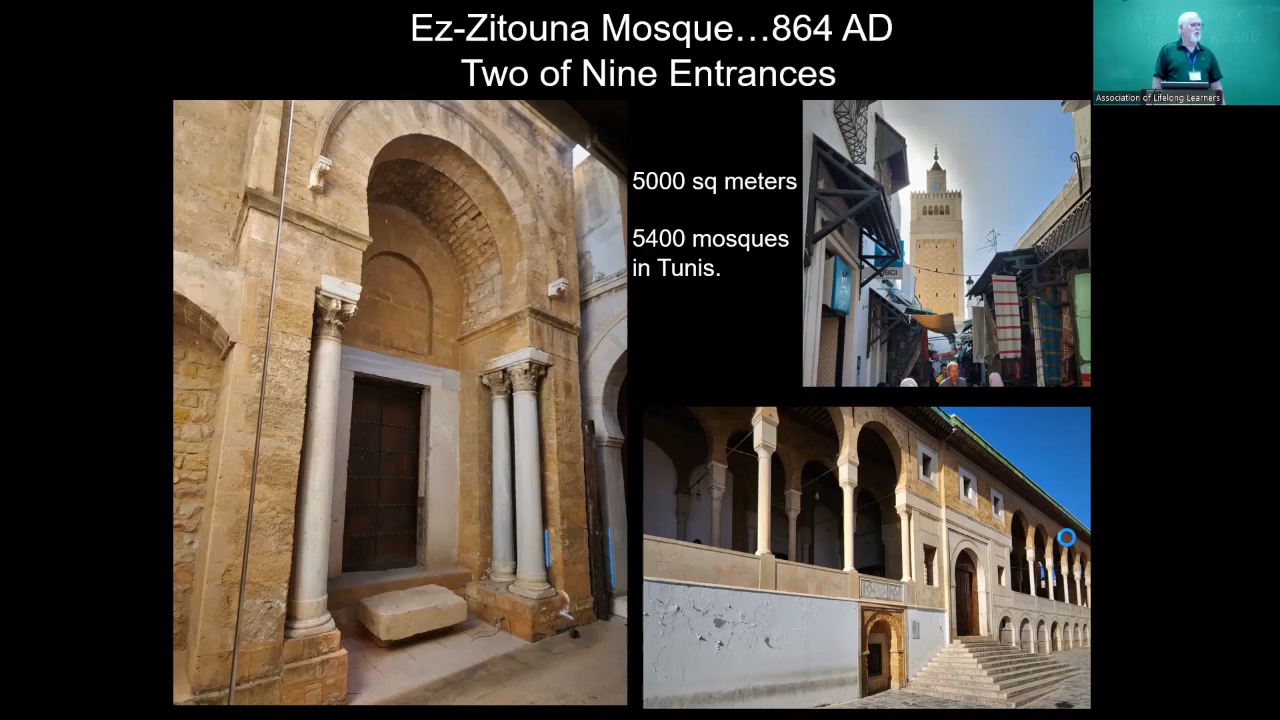 Ez-Zitouna Mosque…864 AD
Two of Nine Entrances
5000 sq meters
5400 mosques
in Tunis.
Association of Lifelong Learners